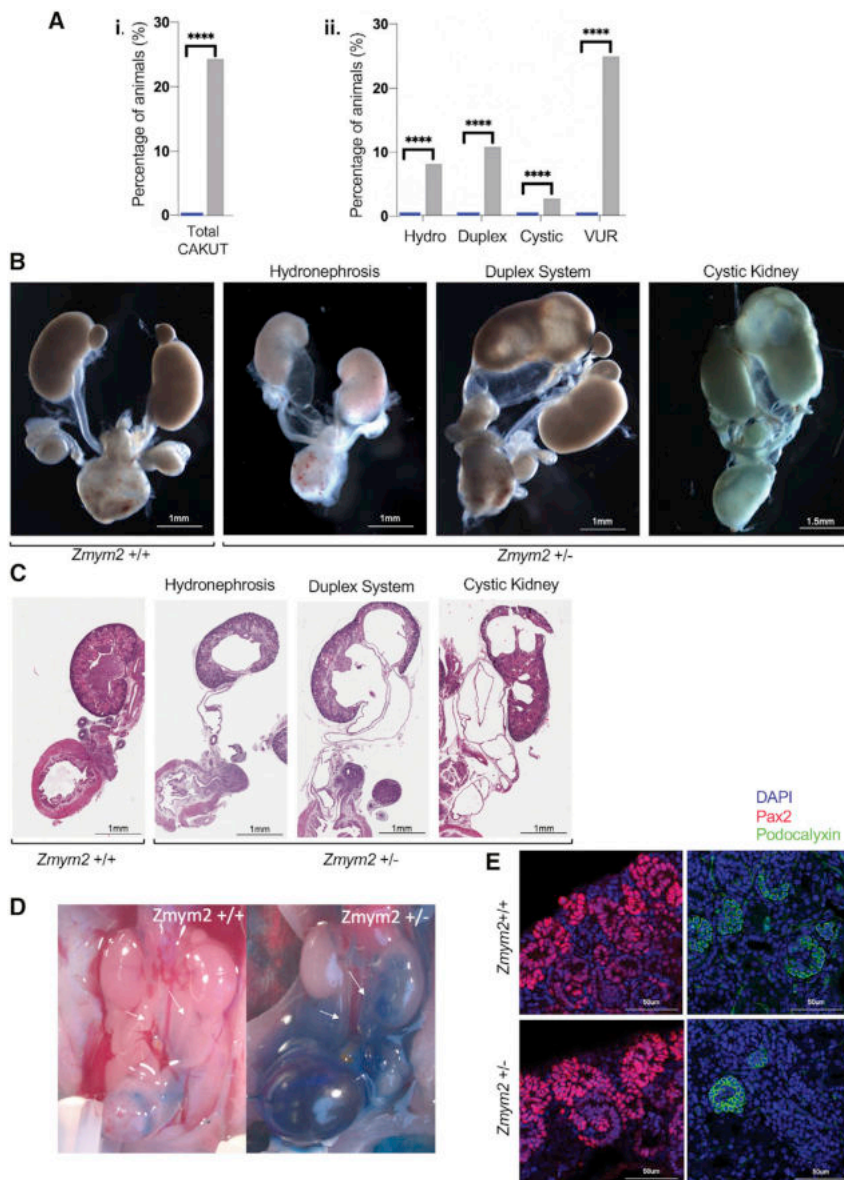 A
i.
Percentage of animals (%)
30
20
10
0
****
Total
CAKUT
ii.
Percentage of animals (%)
30
20
10
0
****
****
****
****
Hydro Duplex Cystic VUR
B
Hydronephrosis Duplex System Cystic Kidney
1mm 1mm 1mm 1.5mm
Zmym2 +/+ Zmym2 +/-
C
Hydronephrosis Duplex System Cystic Kidney
1mm 1mm 1mm 1mm
Zmym2 +/+ Zmym2 +/-
D
Zmym2 +/+ Zmym2 +/-
E
DAPI
Pax2
Podocalyxin
Zmym2+/+
50um 50um
Zmym2 +/-
50um 50um